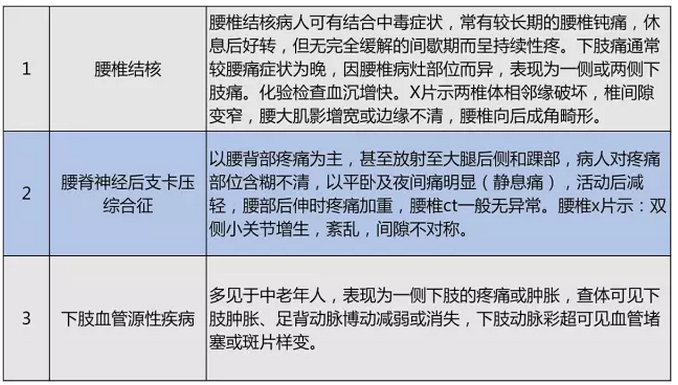 1
腰椎结核
腰椎结核病人可有结合中毒症状，常有较长期的腰椎钝痛，休
息后好转，但无完全缓解的间歇期而呈持续性疼。下肢痛通常
较腰痛症状为晚，因腰椎病灶部位而异，表现为一侧或两侧下
肢痛。化验检查血沉增快。X片示两椎体相邻缘破坏，椎间隙
变窄，腰大肌影增宽或边缘不清，腰椎向后成角畸形。
2
腰脊神经后支卡压
综合征
以腰背部疼痛为主，甚至放射至大腿后侧和踝部，病人对疼痛
部位含糊不清，以平卧及夜间痛明显（静息痛），活动后减
轻，腰部后伸时疼痛加重，腰椎ct一般无异常。腰椎x片示：双
侧小关节增生，紊乱，间隙不对称。
3
下肢血管源性疾病
多见于中老年人，表现为一侧下肢的疼痛或肿胀，查体可见下
肢肿胀、足背动脉博动减弱或消失，下肢动脉彩超可见血管堵
塞或斑片样变。